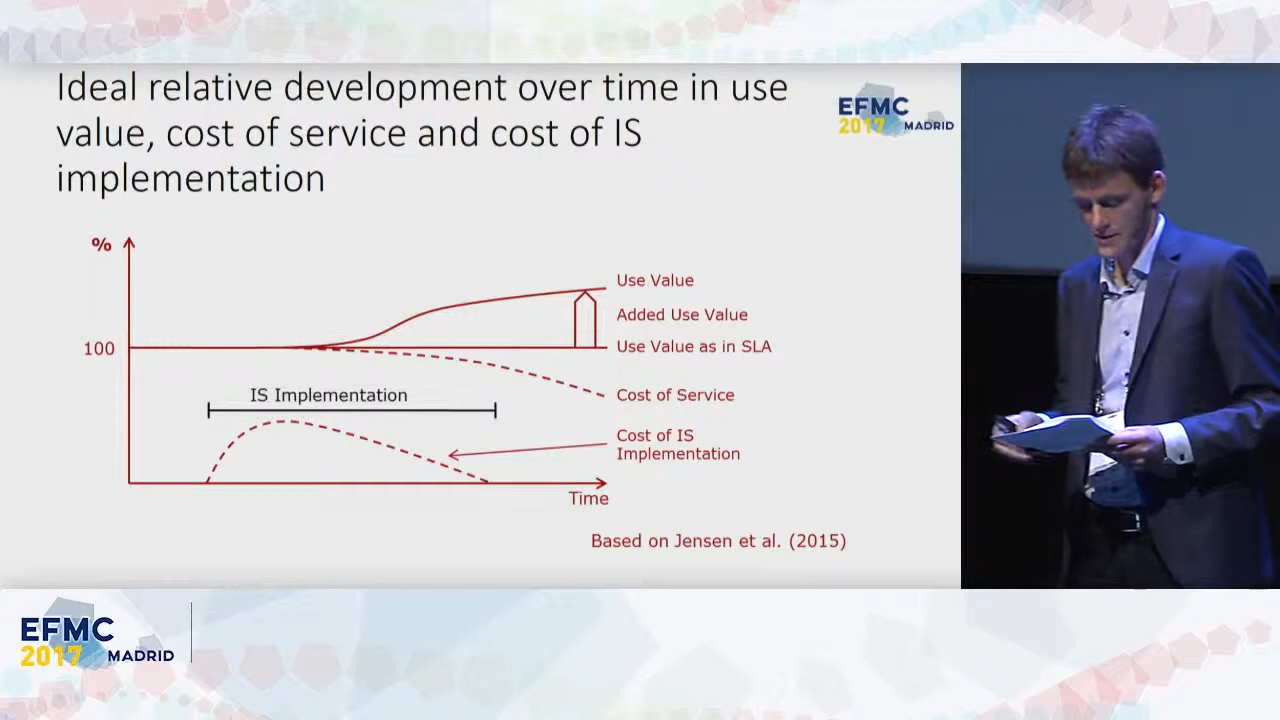 Ideal relative development over time in use
value, cost of service and cost of IS
implementation
EFMC
2017 MADRID
%
Use Value
Added Use Value
100
Use Value as in SLA
IS Implementation
Cost of Service
Cost of IS
Implementation
Time
Based on Jensen et al. (2015)
EFMC
2017 MADRID